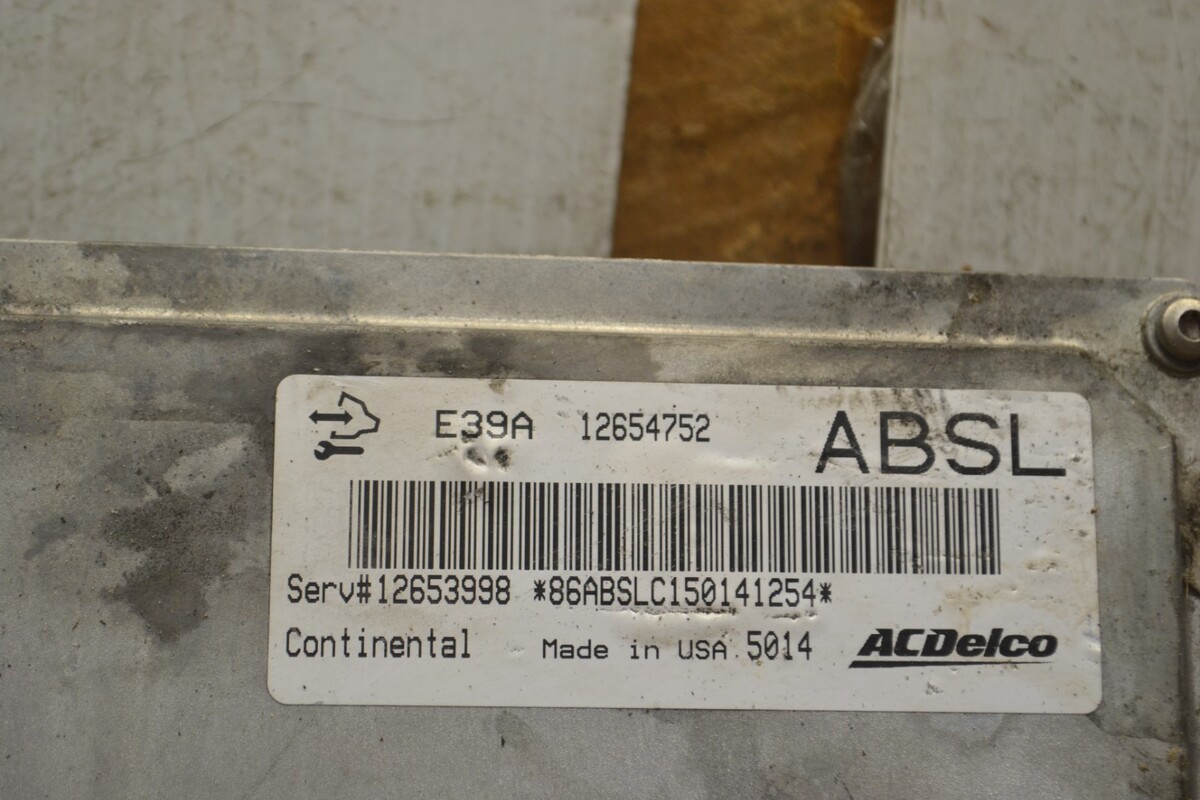 E39A 12654752 ABSL
Serv#12653998 *86ABSLC150141254*
Continental Made in USA 5014 ACDelco